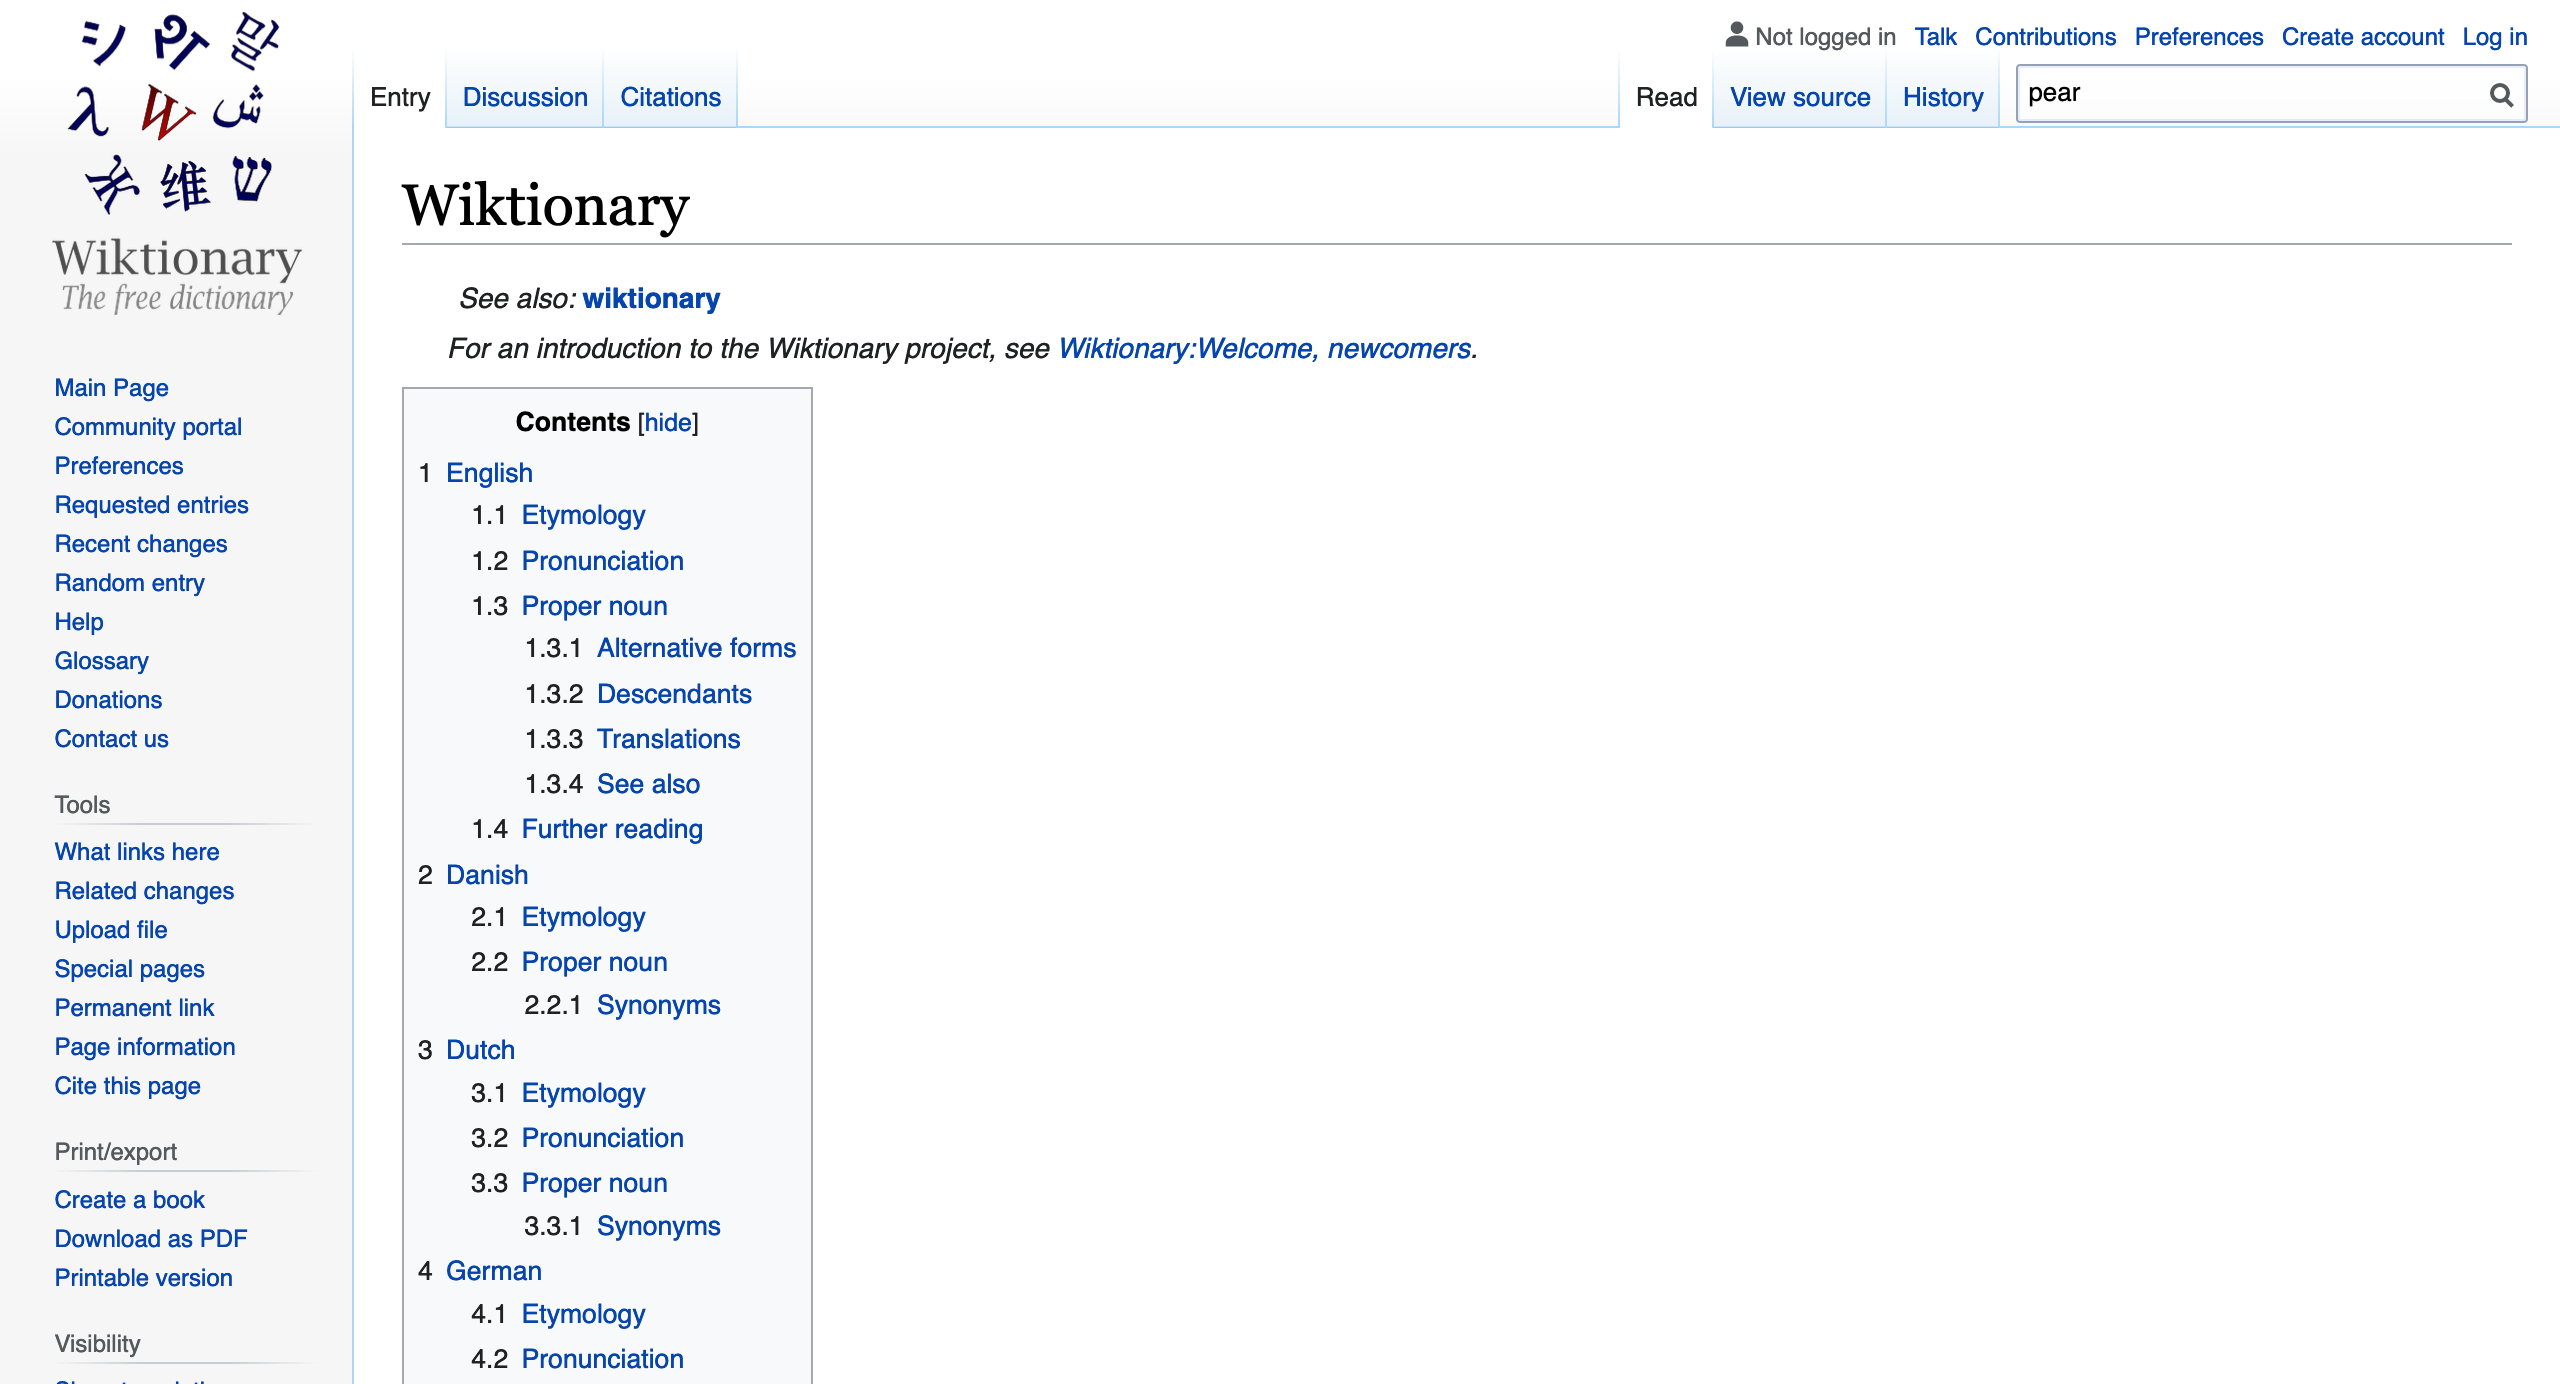 シ
말
λ W ش
维 ש
Wiktionary
The free dictionary
Not logged in Talk Contributions Preferences Create account Log in
Entry Discussion Citations Read View source History pear
Wiktionary
See also: wiktionary
For an introduction to the Wiktionary project, see Wiktionary:Welcome, newcomers.
Main Page
Community portal
Preferences
Requested entries
Recent changes
Random entry
Help
Glossary
Donations
Contact us
Tools
What links here
Related changes
Upload file
Special pages
Permanent link
Page information
Cite this page
Print/export
Create a book
Download as PDF
Printable version
Visibility
Contents [hide]
1 English
1.1 Etymology
1.2 Pronunciation
1.3 Proper noun
1.3.1 Alternative forms
1.3.2 Descendants
1.3.3 Translations
1.3.4 See also
1.4 Further reading
2 Danish
2.1 Etymology
2.2 Proper noun
2.2.1 Synonyms
3 Dutch
3.1 Etymology
3.2 Pronunciation
3.3 Proper noun
3.3.1 Synonyms
4 German
4.1 Etymology
4.2 Pronunciation